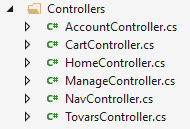 Controllers
C# AccountController.cs
C# CartController.cs
C# HomeController.cs
C# ManageController.cs
C# NavController.cs
C# TovarsController.cs